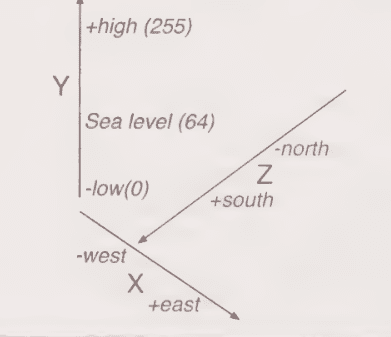 +high (255)
Y
Sea level (64)
-north
Z
-low(0)
+south
-west
X
+east